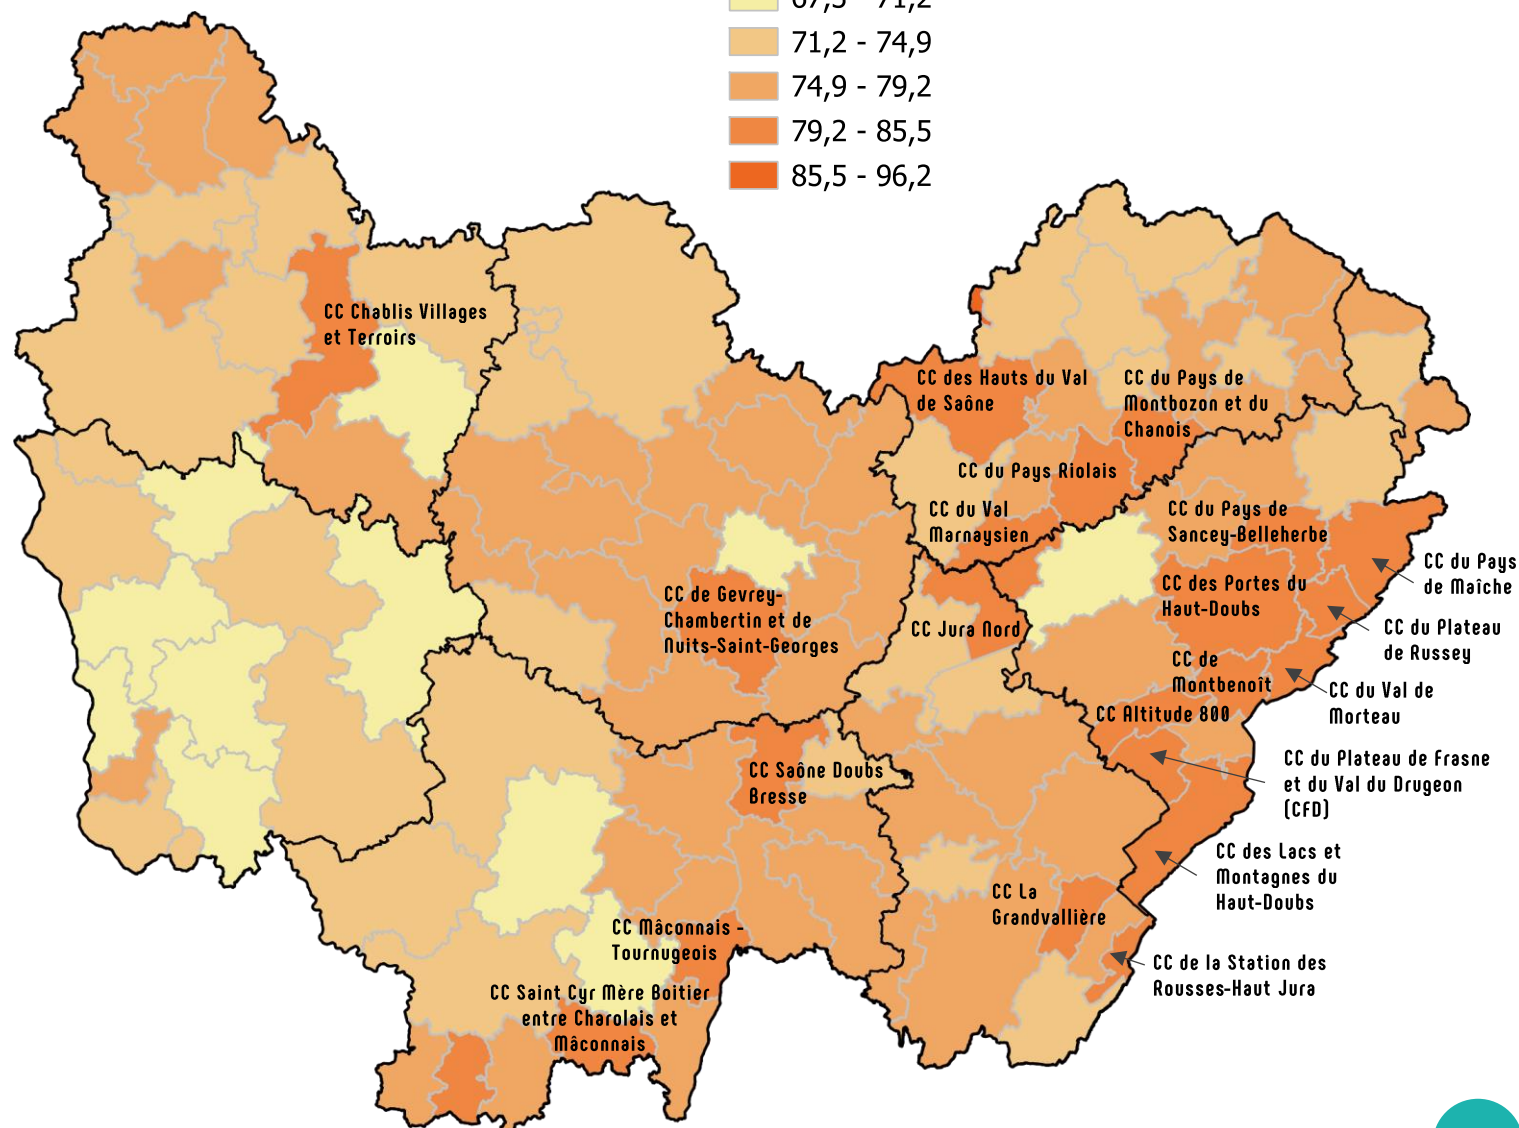 67,5 - 71,2
71,2 - 74,9
74,9 - 79,2
79,2 - 85,5
85,5 - 96,2
CC Chablis Villages
et Terroirs
CC des Hauts du Val
de Saône
CC du Pays de
Montbozon et du
Chanois
CC du Pays Riolais
CC du Val
Marnaysien
CC du Pays de
Sancey-Belleherbe
CC du Pays
de Maîche
CC des Portes du
Haut-Doubs
CC de Gevrey-
Chambertin et de
Nuits-Saint-Georges
CC Jura Nord
CC du Plateau
de Russey
CC de
Montbenoît
CC du Val de
Morteau
CC Altitude 800
CC du Plateau de Frasne
et du Val du Drugeon
(CFD)
CC Saône Doubs
Bresse
CC des Lacs et
Montagnes du
Haut-Doubs
CC La
Grandvallière
CC Mâconnais -
Tournugeois
CC de la Station des
Rousses-Haut Jura
CC Saint Cyr Mère Boitier
entre Charolais et
Mâconnais